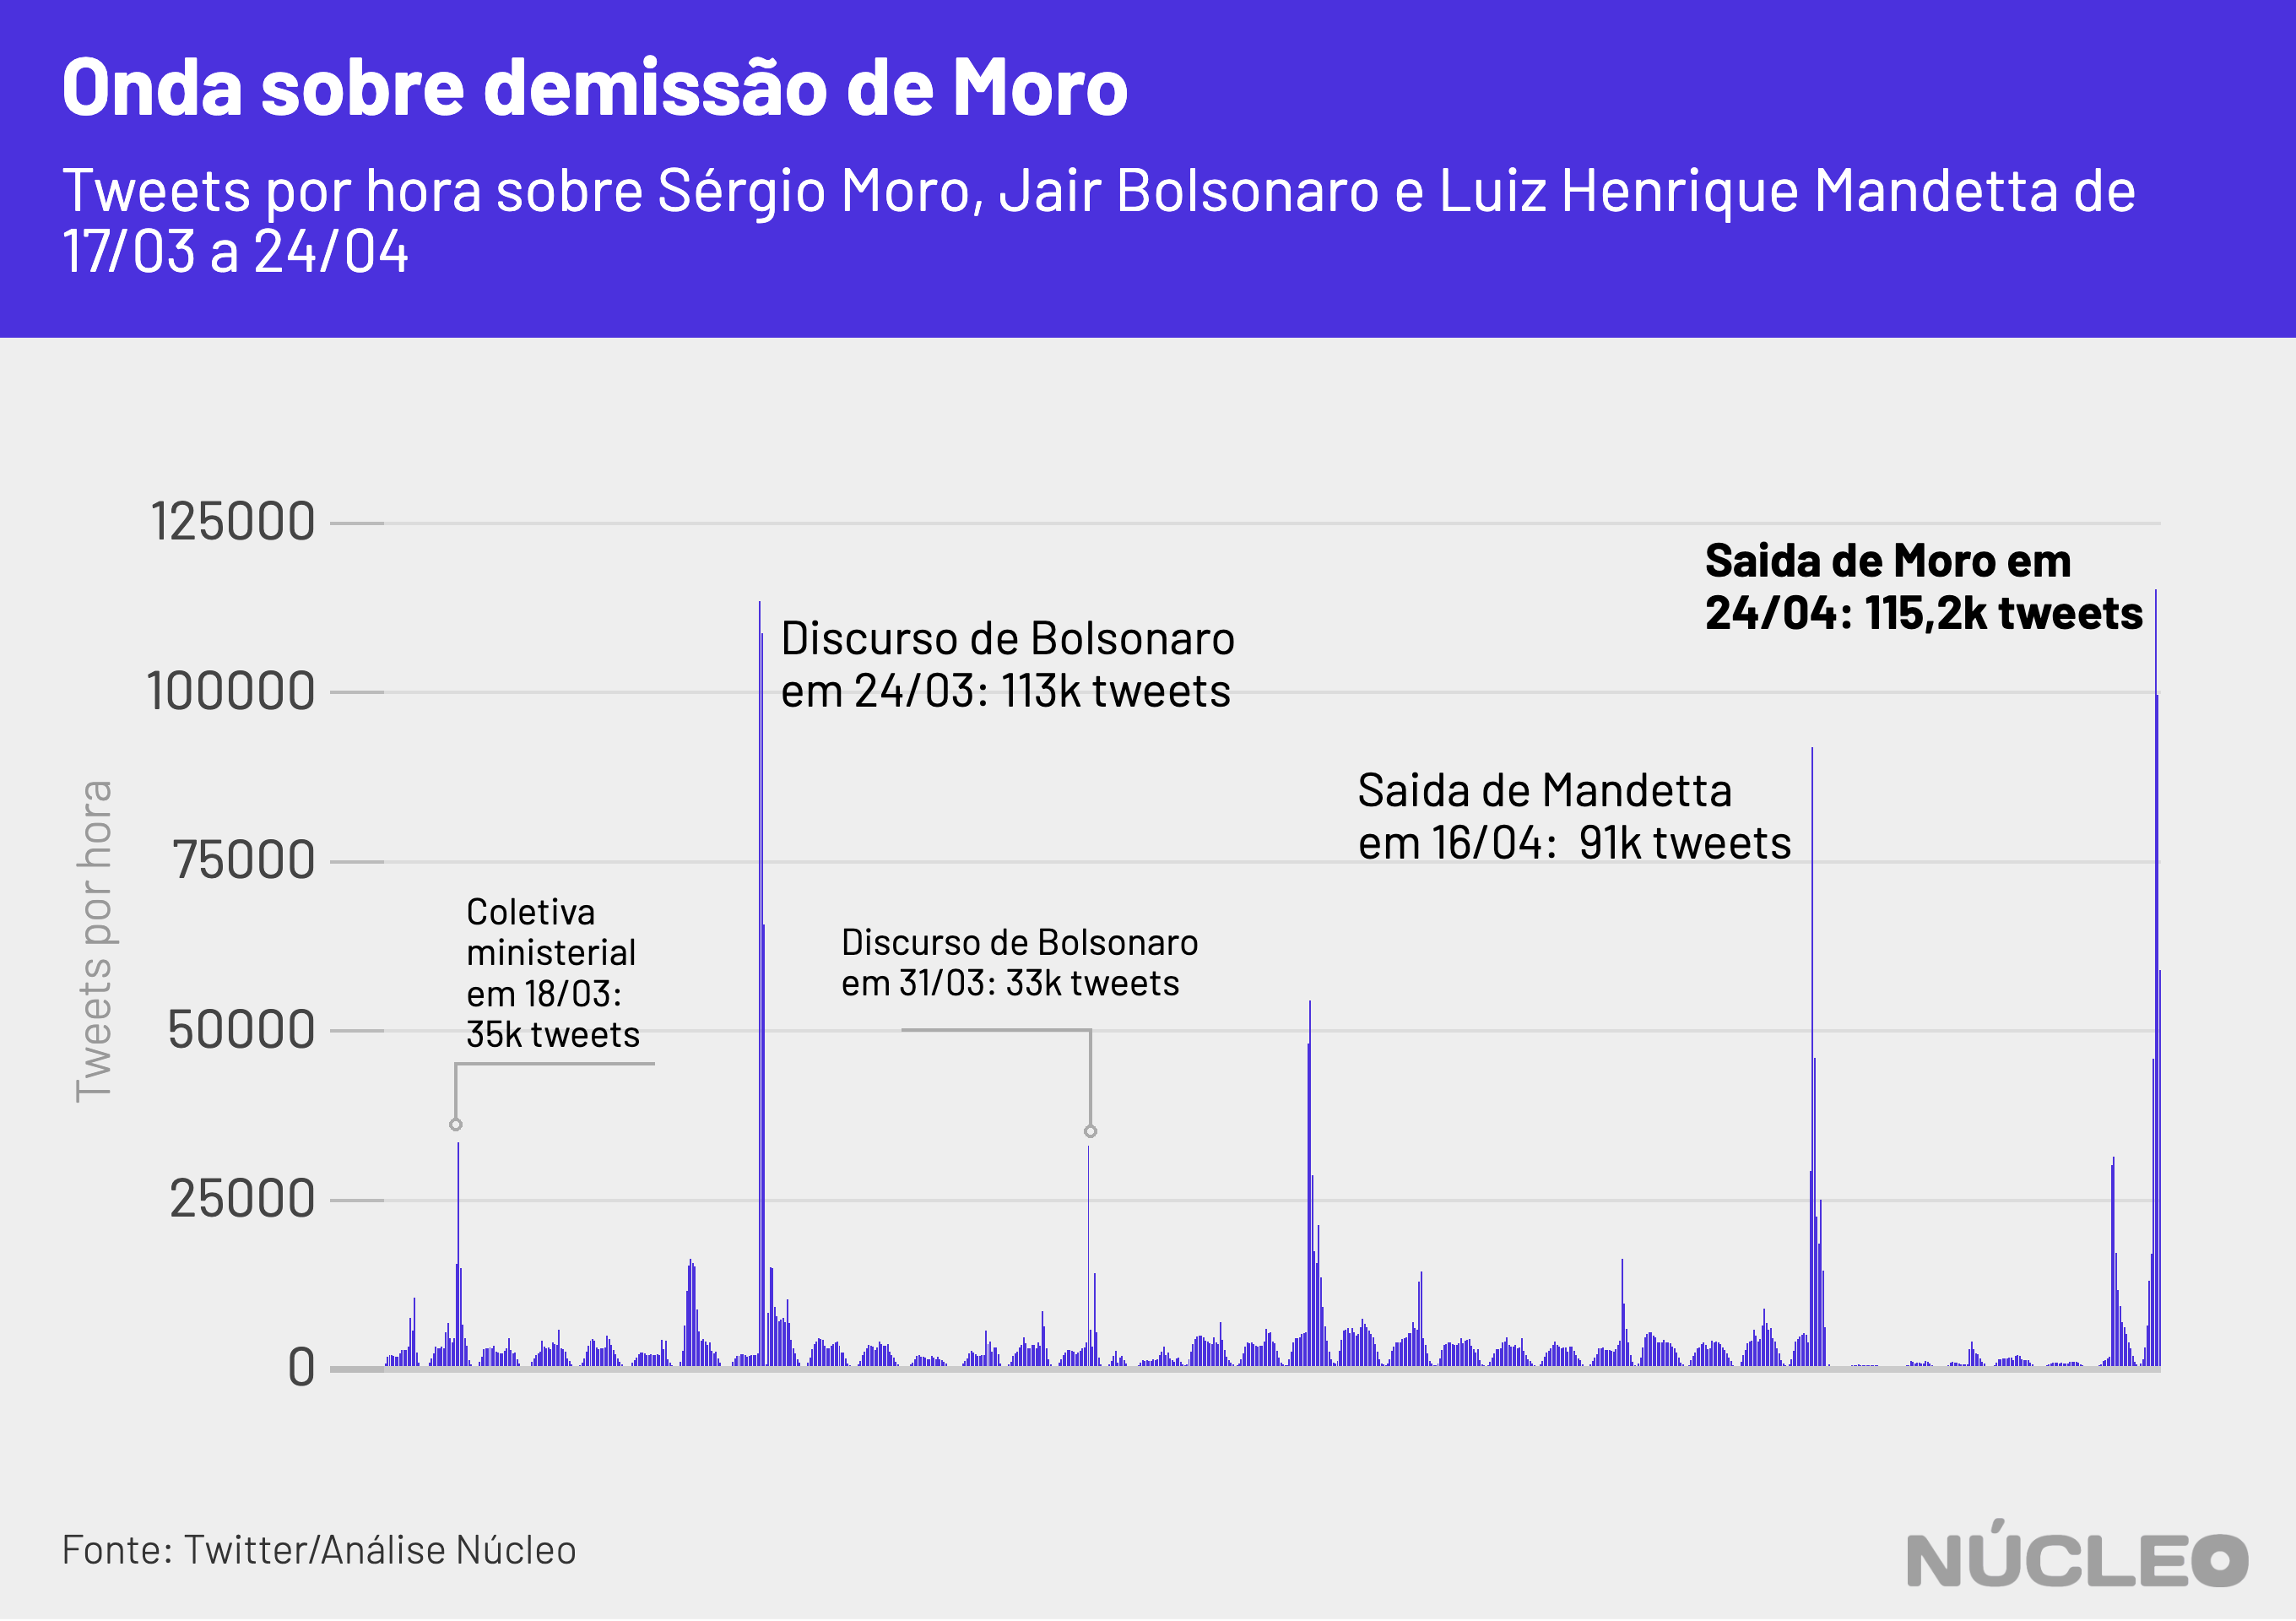 Onda sobre demissão de Moro
Tweets por hora sobre Sérgio Moro, Jair Bolsonaro e Luiz Henrique Mandetta de
17/03 a 24/04
125000
100000
75000
50000
25000
0
Tweets por hora
Coletiva
ministerial
em 18/03:
35k tweets
Discurso de Bolsonaro
em 24/03: 113k tweets
Discurso de Bolsonaro
em 31/03: 33k tweets
Saida de Mandetta
em 16/04: 91k tweets
Saida de Moro em
24/04: 115,2k tweets
Fonte: Twitter/Análise Núcleo
NÚCLEO